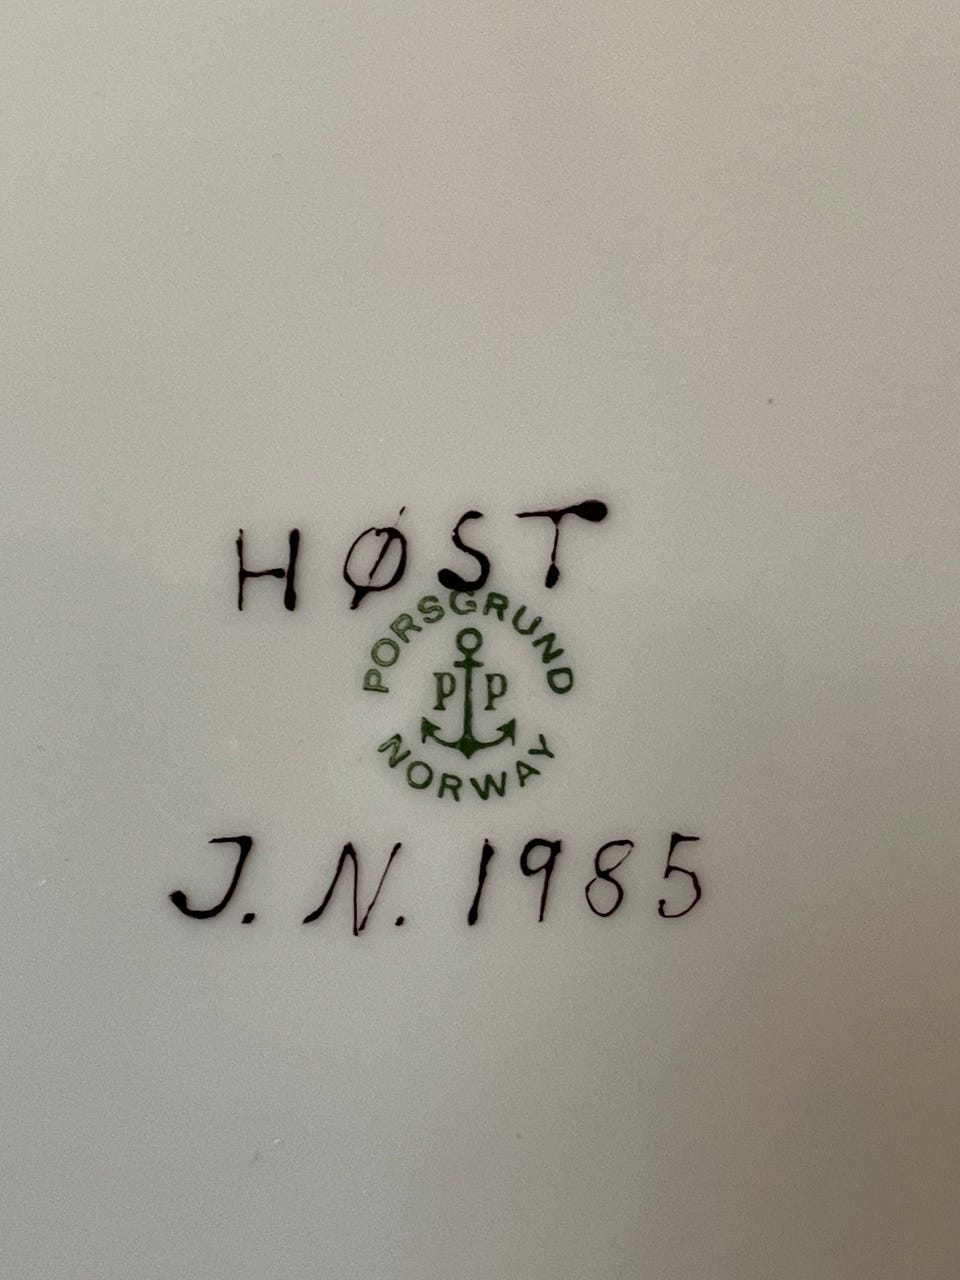 HØST
PORSGRUND
PP
NORWAY
J.N. 1985